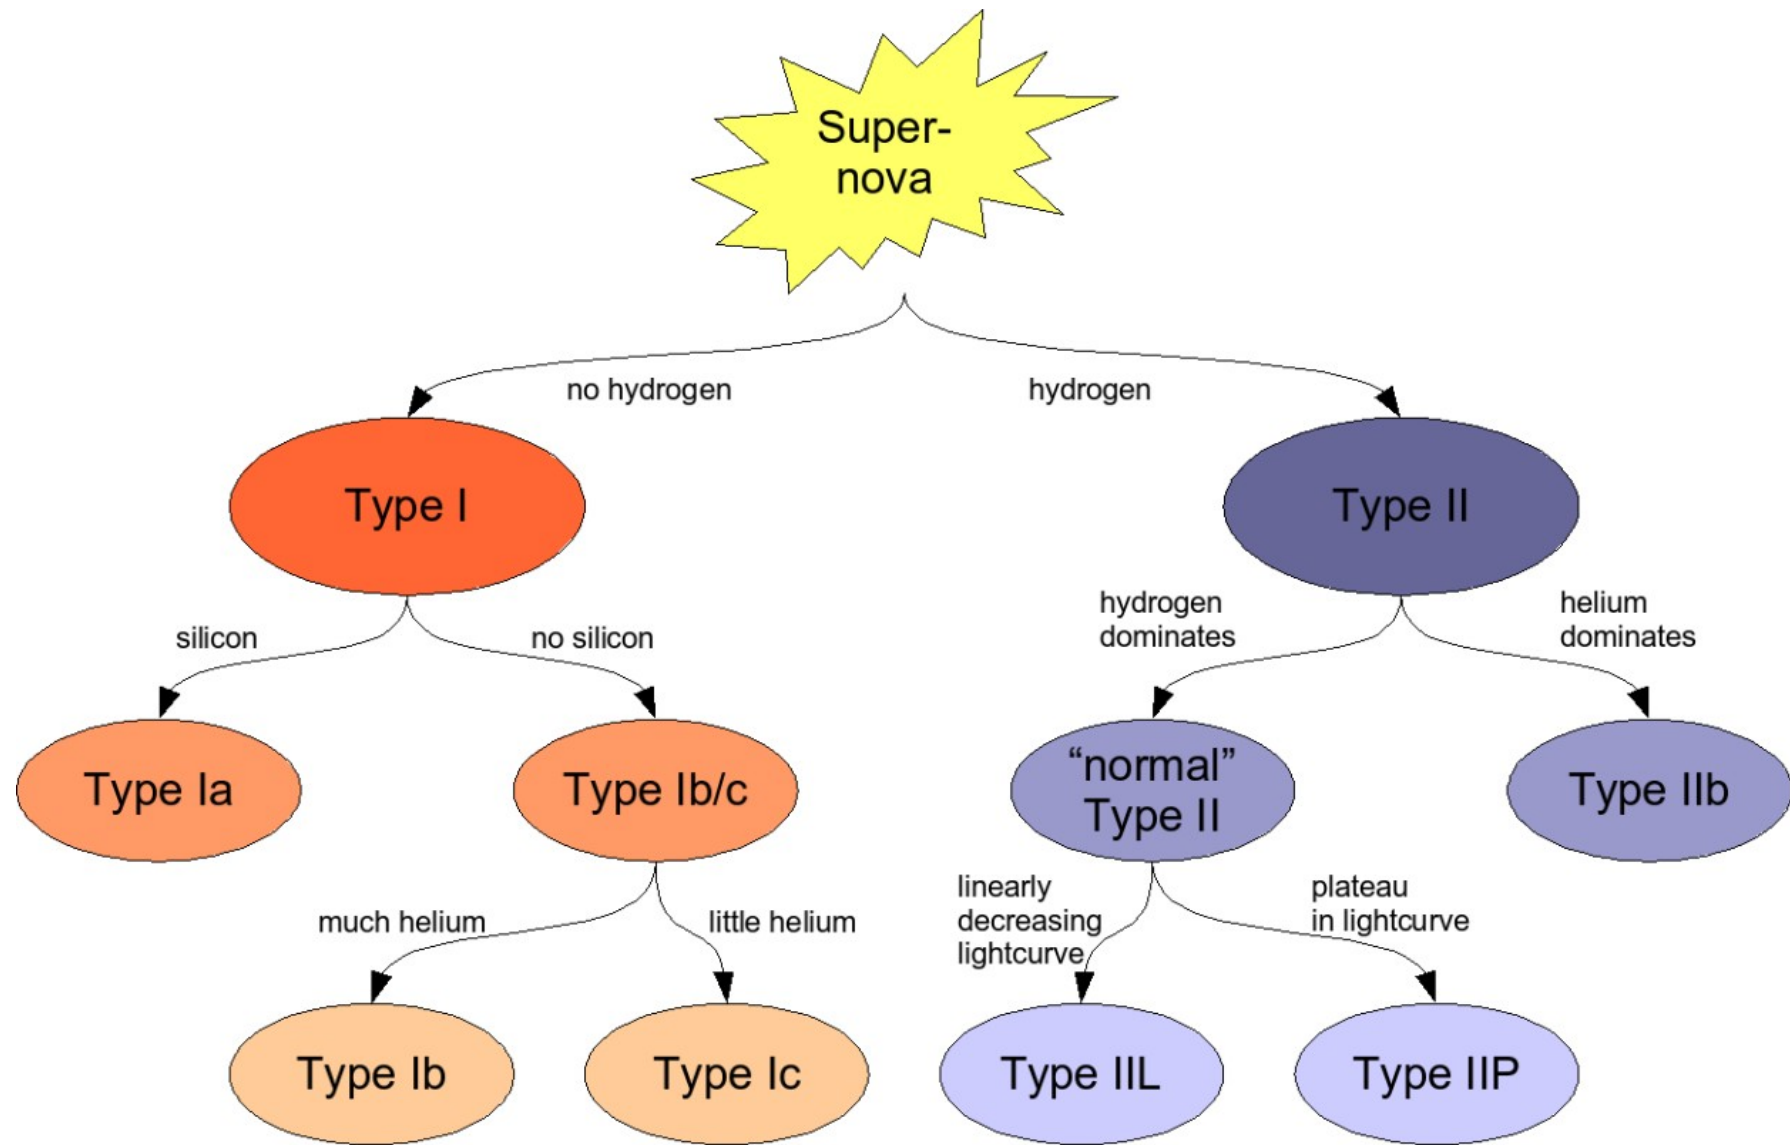 Super-
nova
no hydrogen
hydrogen
Type I
Type II
silicon
no silicon
hydrogen
dominates
helium
dominates
Type Ia
Type Ib/c
“normal”
Type II
Type IIb
much helium
little helium
linearly
decreasing
lightcurve
plateau
in lightcurve
Type Ib
Type Ic
Type IIL
Type IIP